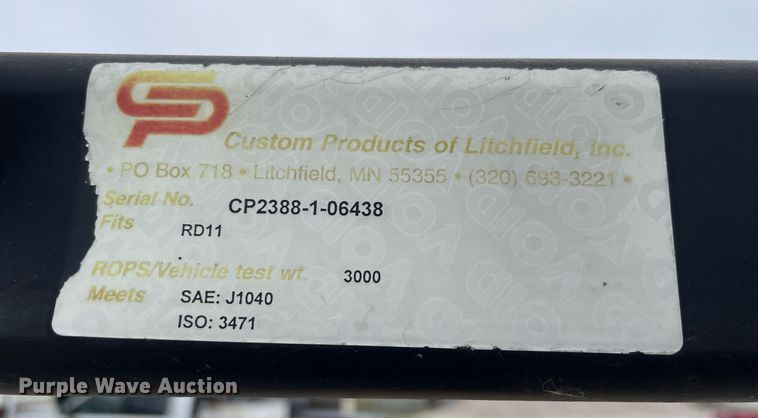 CP
Custom Products of Litchfield, Inc.
• PO Box 718 • Litchfield, MN 55355 • (320) 693-3221 •
Serial No. CP2388-1-06438
Fits RD11
ROPS/Vehicle test wt. 3000
Meets SAE: J1040
ISO: 3471
Purple Wave Auction